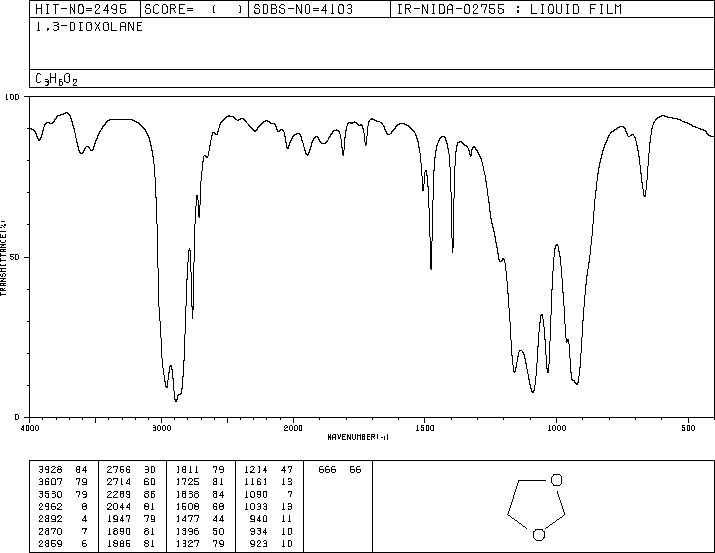 HIT-NO=2495 SCORE= ( ) SDBS-NO=4103 IR-NIDA-02755 : LIQUID FILM
1,3-DIOXOLANE
C3H6O2
100
50
0
TRANSMITTANCE(%)
4000 3000 2000 1500 1000 500
WAVENUMBER(-1)
3928 84 2766 30 1811 79 1214 47 666 66
3607 79 2714 60 1725 81 1161 13
3530 79 2289 86 1638 84 1090 7
2962 8 2044 81 1508 68 1033 13
2892 4 1947 79 1477 44 940 11
2870 7 1890 81 1396 50 934 10
2859 6 1886 81 1327 79 923 10
O
O